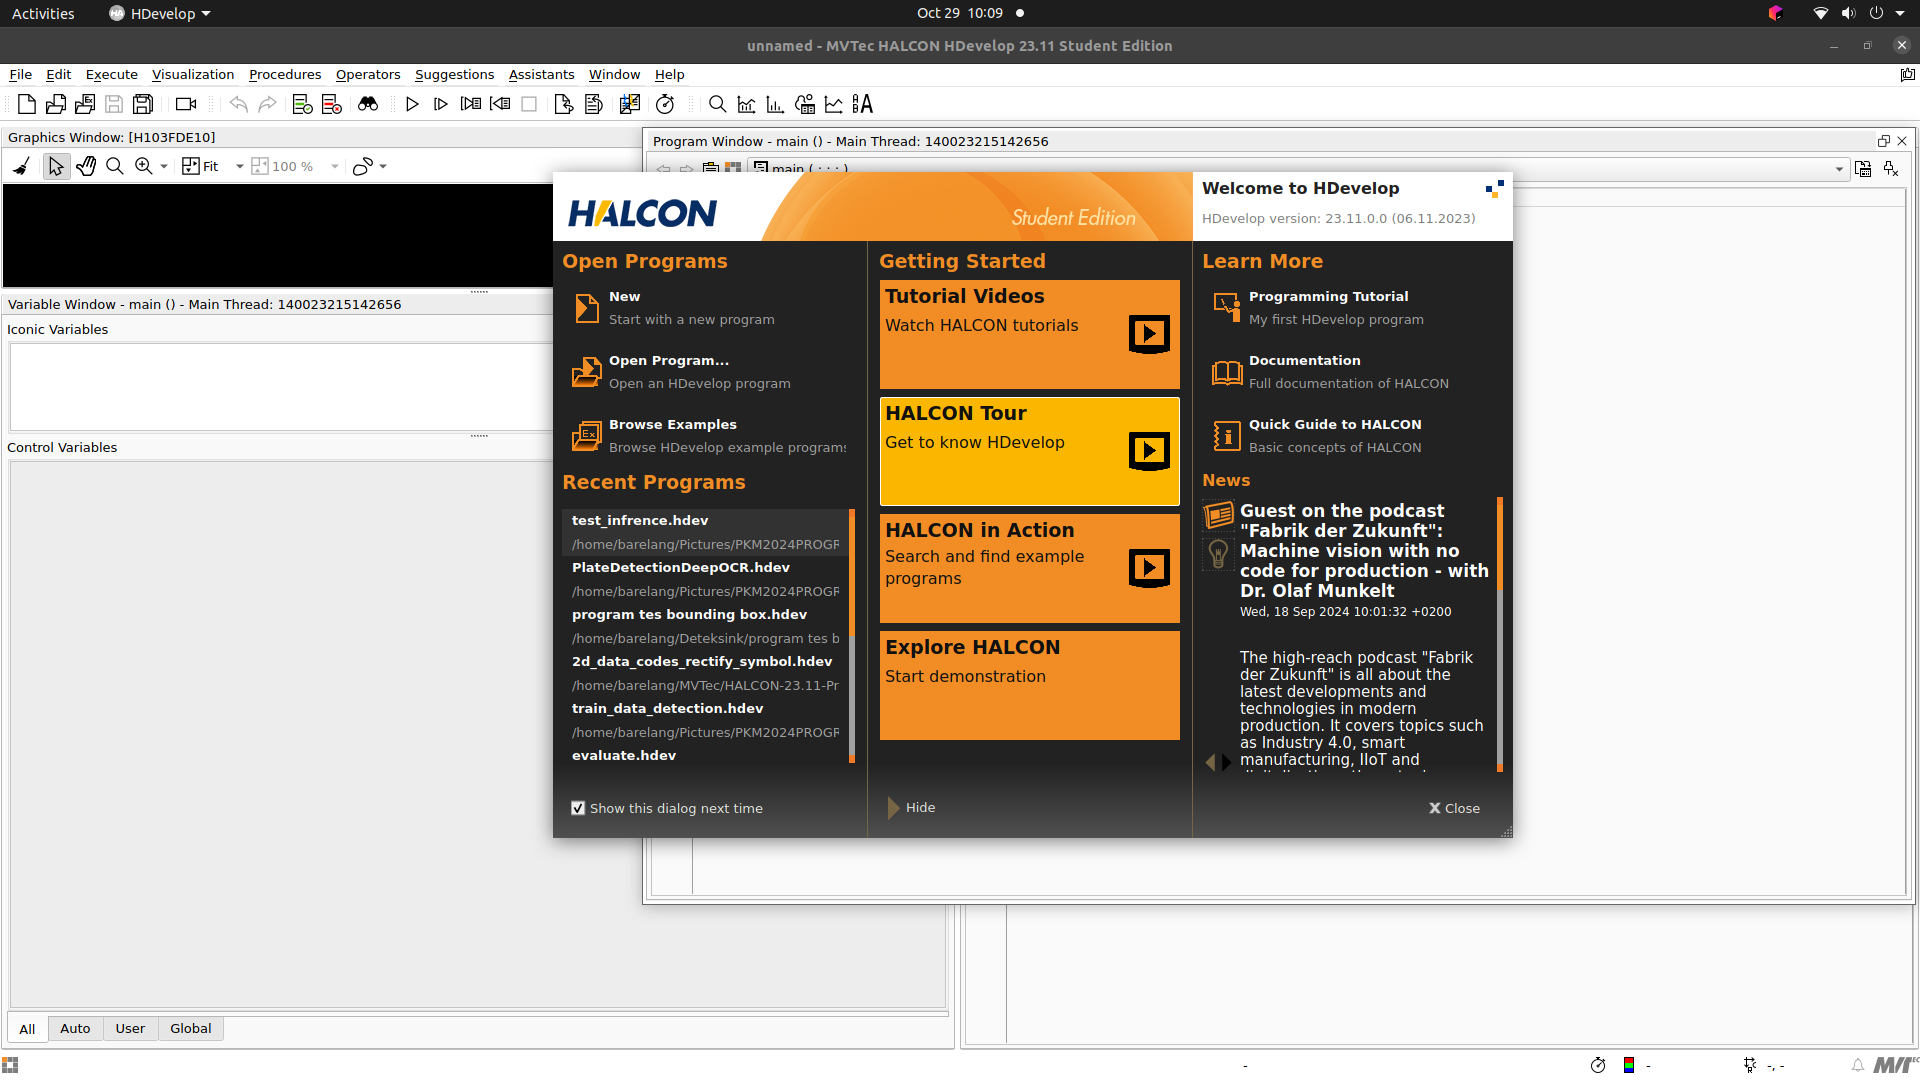 Activities
HDevelop
Oct 29 10:09
unnamed - MVTec HALCON HDevelop 23.11 Student Edition
File Edit Execute Visualization Procedures Operators Suggestions Assistants Window Help
Graphics Window: [H103FDE10]
Fit
100 %
Program Window - main () - Main Thread: 140023215142656
main ( : : : )
Variable Window - main () - Main Thread: 140023215142656
Iconic Variables
Control Variables
All Auto User Global
HALCON
Student Edition
Welcome to HDevelop
HDevelop version: 23.11.0.0 (06.11.2023)
Open Programs
New
Start with a new program
Open Program...
Open an HDevelop program
Browse Examples
Browse HDevelop example programs
Recent Programs
test_infrence.hdev
/home/barelang/Pictures/PKM2024PROGR
PlateDetectionDeepOCR.hdev
/home/barelang/Pictures/PKM2024PROGR
program tes bounding box.hdev
/home/barelang/Deteksink/program tes b
2d_data_codes_rectify_symbol.hdev
/home/barelang/MVTec/HALCON-23.11-Pr
train_data_detection.hdev
/home/barelang/Pictures/PKM2024PROGR
evaluate.hdev
Show this dialog next time
Getting Started
Tutorial Videos
Watch HALCON tutorials
HALCON Tour
Get to know HDevelop
HALCON in Action
Search and find example
programs
Explore HALCON
Start demonstration
Hide
Learn More
Programming Tutorial
My first HDevelop program
Documentation
Full documentation of HALCON
Quick Guide to HALCON
Basic concepts of HALCON
News
Guest on the podcast
"Fabrik der Zukunft":
Machine vision with no
code for production - with
Dr. Olaf Munkelt
Wed, 18 Sep 2024 10:01:32 +0200
The high-reach podcast "Fabrik
der Zukunft" is all about the
latest developments and
technologies in modern
production. It covers topics such
as Industry 4.0, smart
manufacturing, IIoT and
Close
-
-
-, -